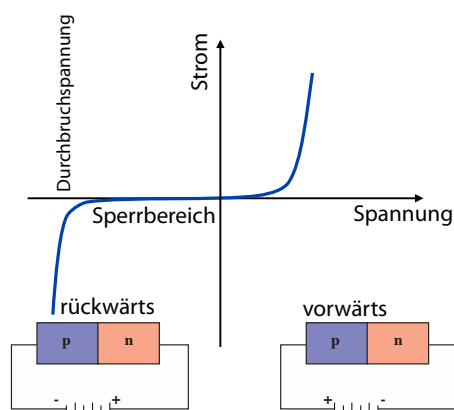 Durchbruchspannung
Strom
Sperrbereich
Spannung
rückwärts
vorwärts
p n
p n
- +
+ -